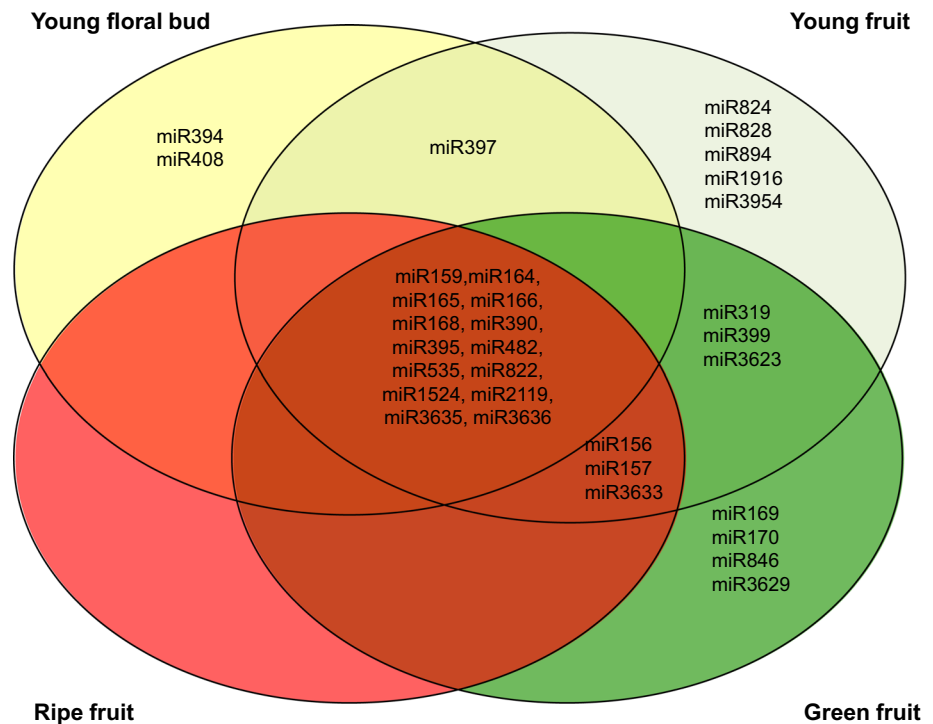 Young floral bud
Young fruit
miR394
miR408
miR397
miR824
miR828
miR894
miR1916
miR3954
miR159,miR164,
miR165, miR166,
miR168, miR390,
miR395, miR482,
miR535, miR822,
miR1524, miR2119,
miR3635, miR3636
miR319
miR399
miR3623
miR156
miR157
miR3633
miR169
miR170
miR846
miR3629
Ripe fruit
Green fruit